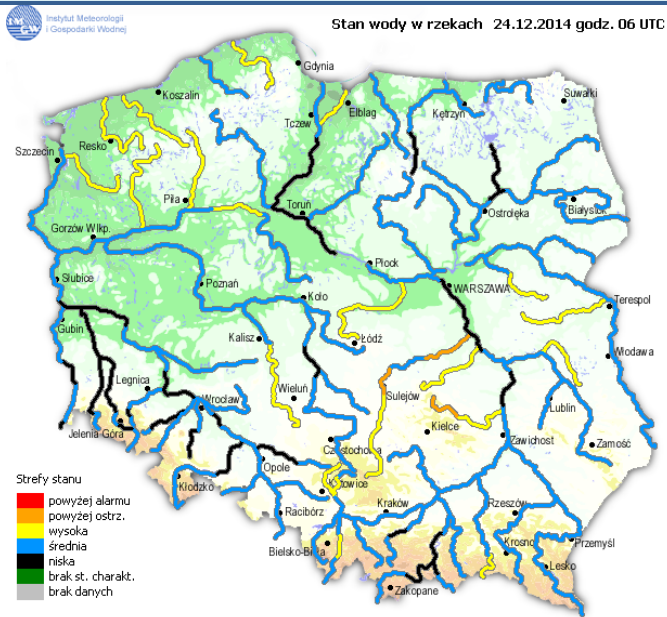 Instytut Meteorologii
i Gospodarki Wodnej
IMGW
Stan wody w rzekach 24.12.2014 godz. 06 UTC
Gdynia
Koszalin
Suwałki
Elbląg
Kętrzyn
Tczew
Resko
Szczecin
Piła
Toruń
Ostrołęka
Białystok
Gorzów Wlkp.
Płock
Słubice
Poznań
Koło
WARSZAWA
Terespol
Gubin
Kalisz
Łódź
Włodawa
Legnica
Wieluń
Sulejów
Wrocław
Lublin
Jelenia Góra
Kielce
Częstochowa
Zawichost
Zamość
Opole
Strefy stanu
Kłodzko
Katowice
powyżej alarmu
Racibórz
Kraków
Rzeszów
powyżej ostrz.
wysoka
Przemyśl
średnia
Bielsko-Biała
Krosno
niska
Lesko
brak st. charakt.
Zakopane
brak danych